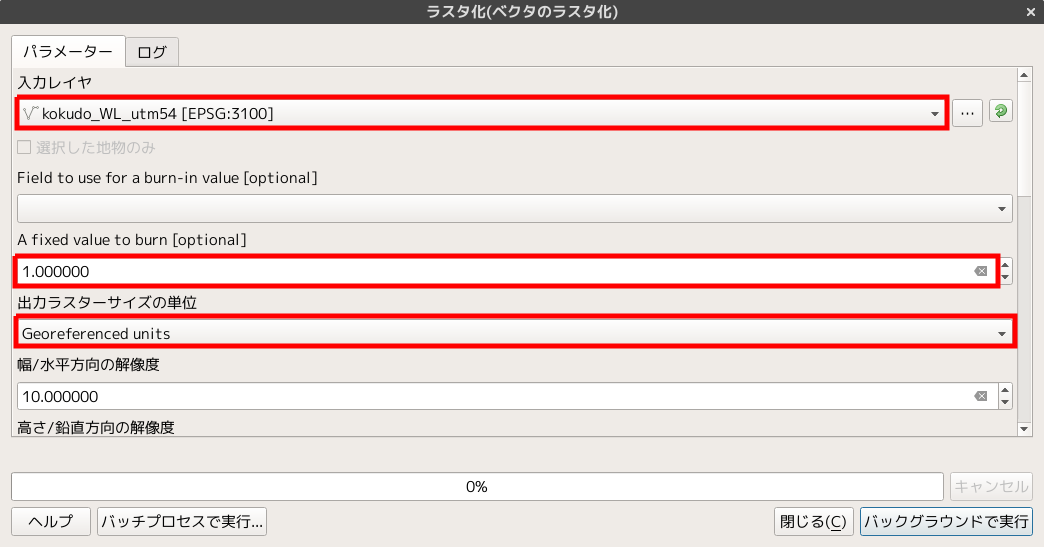 ラスタ化(ベクタのラスタ化)
パラメーター ログ
入力レイヤ
kokudo_WL_utm54 [EPSG:3100]
...
選択した地物のみ
Field to use for a burn-in value [optional]
A fixed value to burn [optional]
1.000000
出力ラスターサイズの単位
Georeferenced units
幅/水平方向の解像度
10.000000
高さ/鉛直方向の解像度
0% キャンセル
ヘルプ バッチプロセスで実行... 閉じる(C) バックグラウンドで実行